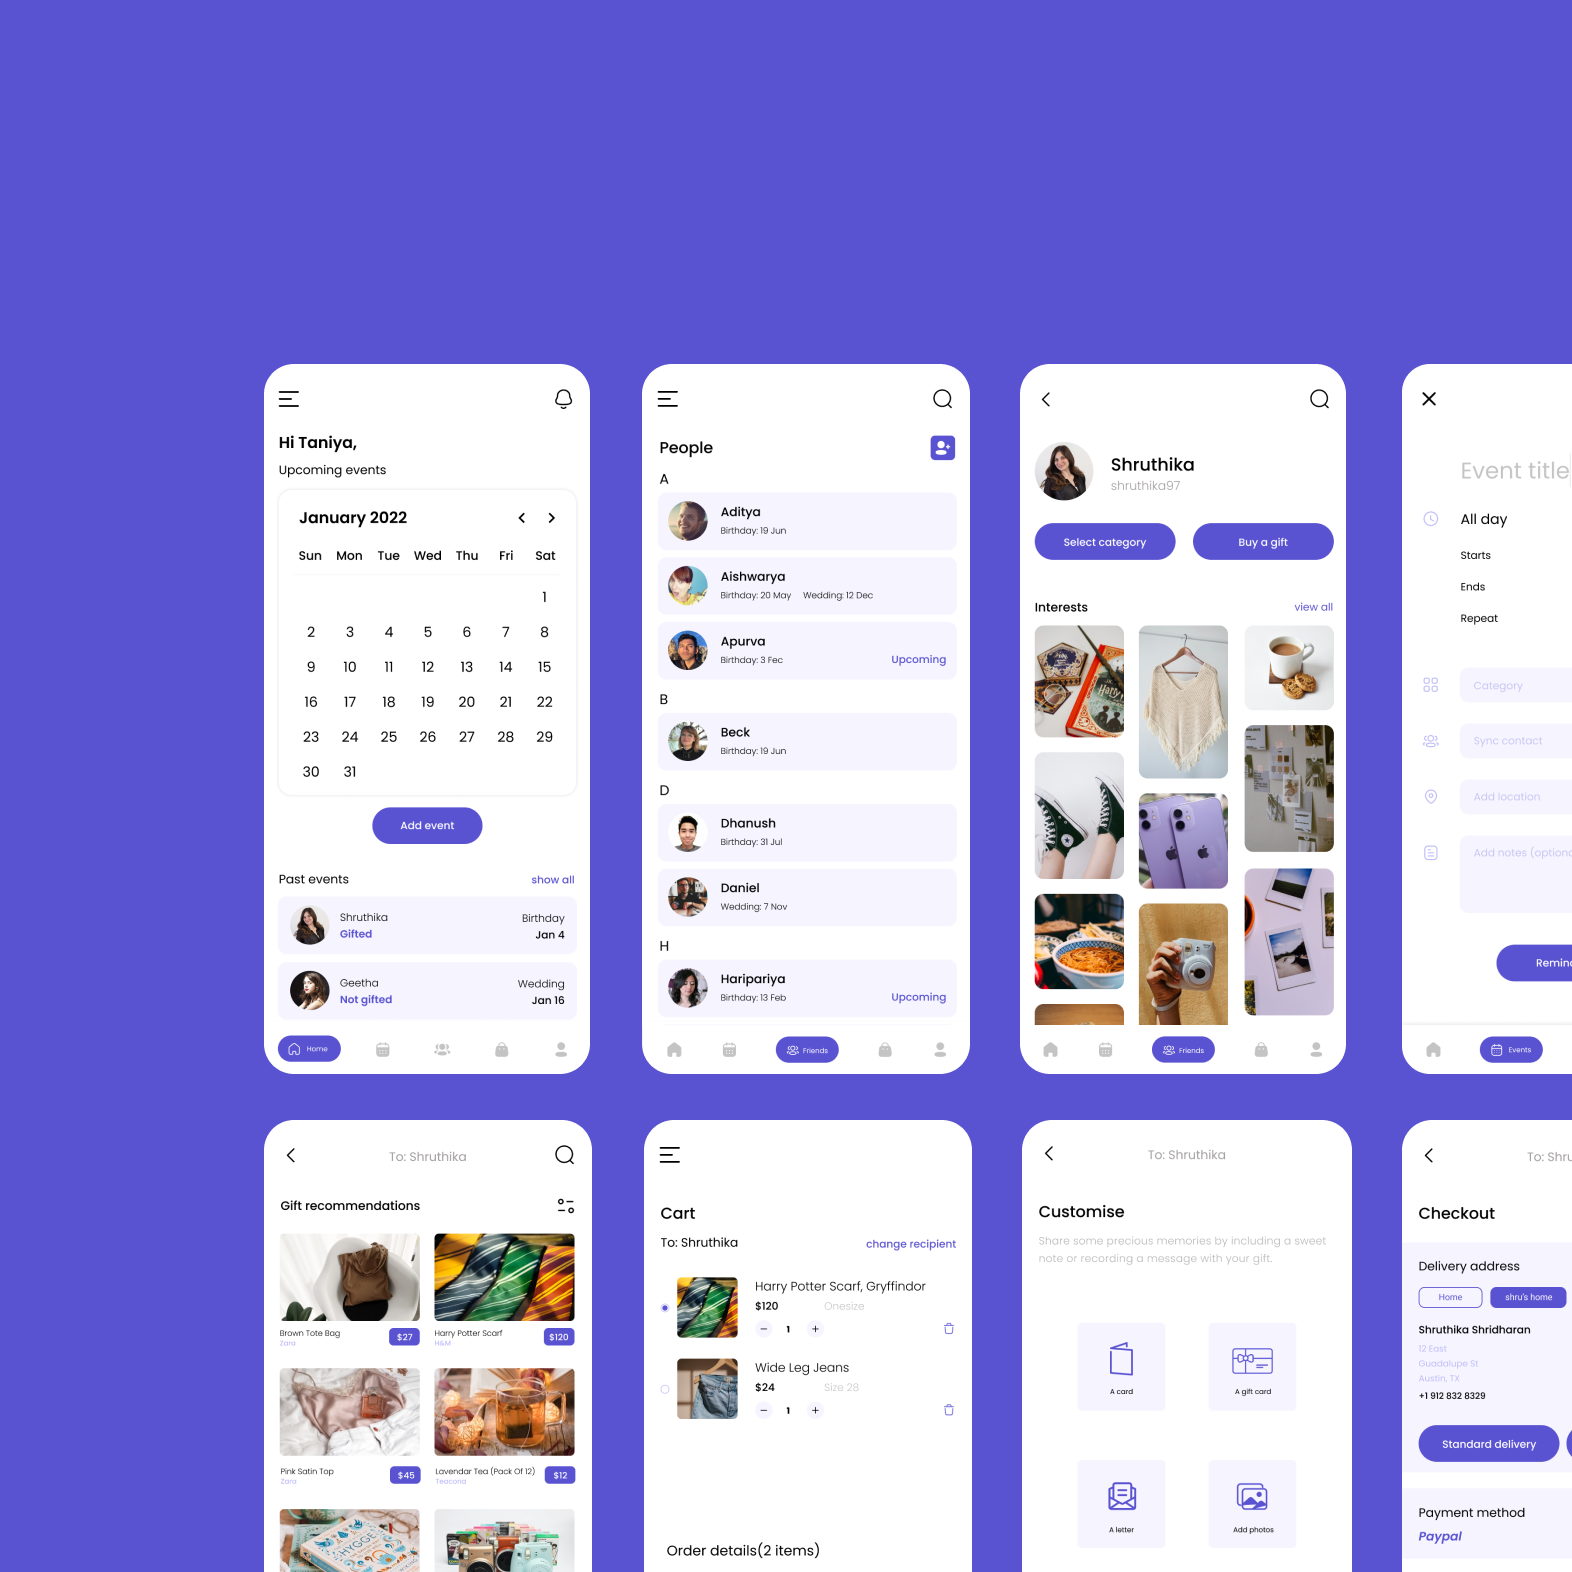 Hi Taniya,
Upcoming events
January 2022
Sun Mon Tue Wed Thu Fri Sat
1
2 3 4 5 6 7 8
9 10 11 12 13 14 15
16 17 18 19 20 21 22
23 24 25 26 27 28 29
30 31
Add event
Past events show all
Shruthika Birthday
Gifted Jan 4
Geetha Wedding
Not gifted Jan 16
Home
People
A
Aditya
Birthday: 19 Jun
Aishwarya
Birthday: 20 May Wedding: 12 Dec
Apurva
Birthday: 3 Fec Upcoming
B
Beck
Birthday: 19 Jun
D
Dhanush
Birthday: 31 Jul
Daniel
Wedding: 7 Nov
H
Haripariya
Birthday: 13 Feb Upcoming
Friends
Shruthika
shruthika97
Select category Buy a gift
Interests view all
Harry
Friends
Event title
All day
Starts
Ends
Repeat
Category
Sync contact
Add location
Add notes (optiona
Remin
Events
To: Shruthika
Gift recommendations
Brown Tote Bag $27
Zara
Harry Potter Scarf $120
H&M
Pink Satin Top $45
Zara
Lavendar Tea (Pack Of 12) $12
Teacoria
HYGGE
Cart
To: Shruthika change recipient
Harry Potter Scarf, Gryffindor
$120 Onesize
− 1 +
Wide Leg Jeans
$24 Size 28
− 1 +
Order details(2 items)
To: Shruthika
Customise
Share some precious memories by including a sweet
note or recording a message with your gift.
A card A gift card
A letter Add photos
To: Shru
Checkout
Delivery address
Home shru's home
Shruthika Shridharan
12 East
Guadalupe St
Austin, TX
+1 912 832 8329
Standard delivery
Payment method
Paypal